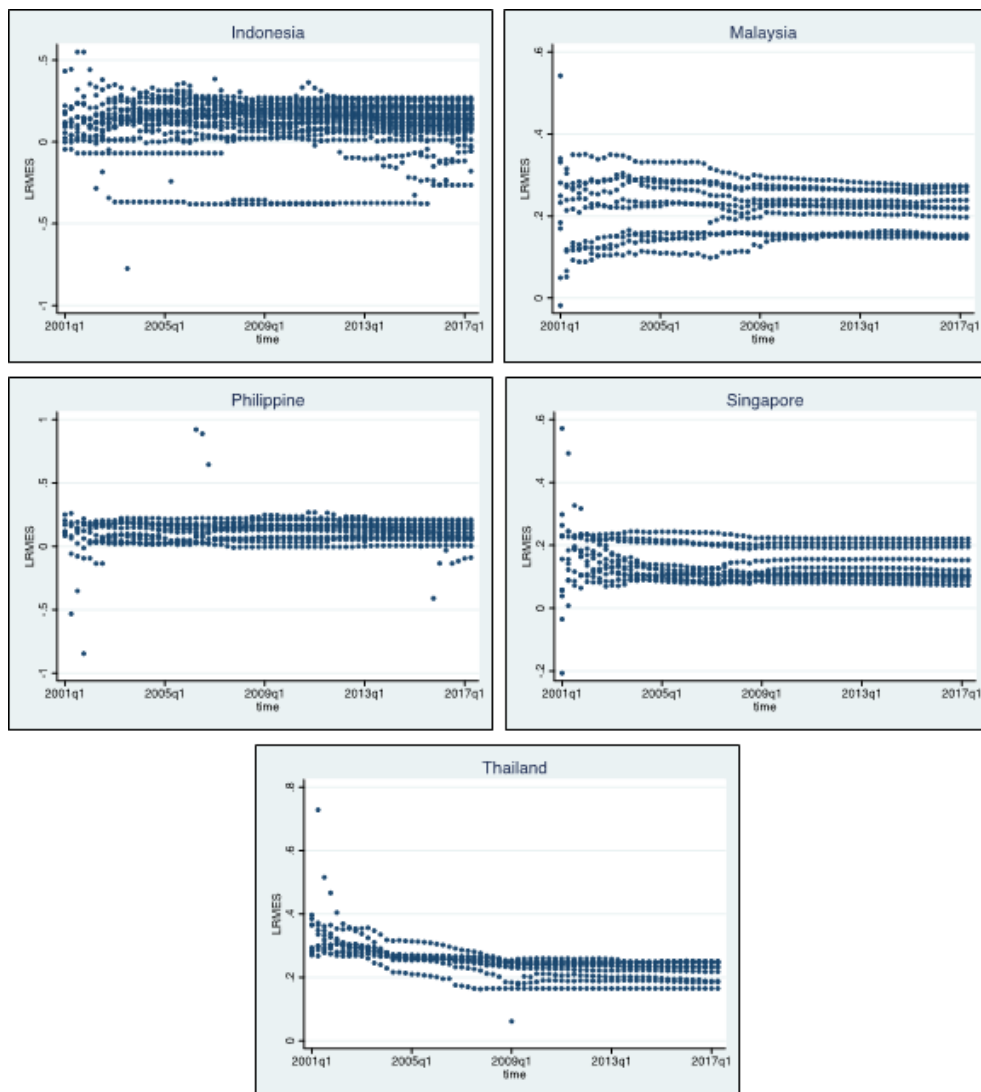 Indonesia
LRMES
.5
0
-.5
-1
2001q1 2005q1 2009q1 2013q1 2017q1
time
Malaysia
LRMES
.6
.4
.2
0
2001q1 2005q1 2009q1 2013q1 2017q1
time
Philippine
LRMES
1
.5
0
-.5
-1
2001q1 2005q1 2009q1 2013q1 2017q1
time
Singapore
LRMES
.6
.4
.2
0
-.2
2001q1 2005q1 2009q1 2013q1 2017q1
time
Thailand
LRMES
.8
.6
.4
.2
0
2001q1 2005q1 2009q1 2013q1 2017q1
time